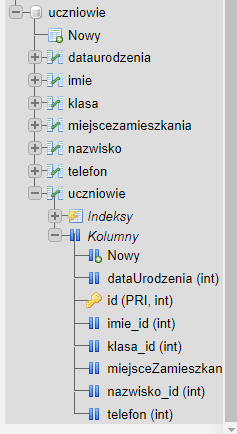 uczniowie
Nowy
dataurodzenia
imie
klasa
miejscezamieszkania
nazwisko
telefon
uczniowie
Indeksy
Kolumny
Nowy
dataUrodzenia (int)
id (PRI, int)
imie_id (int)
klasa_id (int)
miejsceZamieszkan
nazwisko_id (int)
telefon (int)